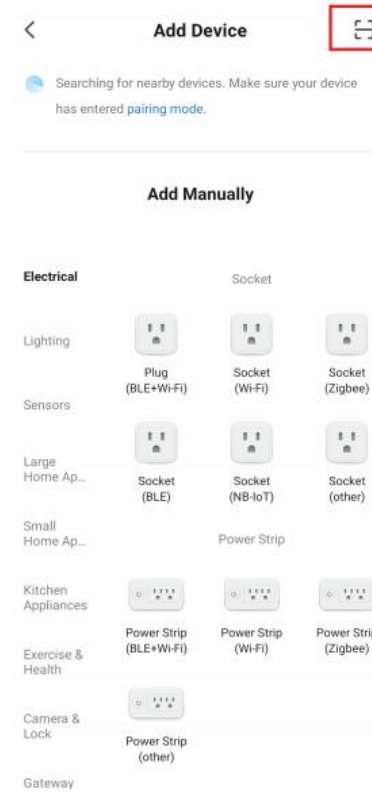 Add Device
Searching for nearby devices. Make sure your device
has entered pairing mode.
Add Manually
Electrical
Lighting
Sensors
Large
Home Ap...
Small
Home Ap...
Kitchen
Appliances
Exercise &
Health
Camera &
Lock
Gateway
Socket
Plug
(BLE+Wi-Fi)
Socket
(Wi-Fi)
Socket
(Zigbee)
Socket
(BLE)
Socket
(NB-IoT)
Socket
(other)
Power Strip
Power Strip
(BLE+Wi-Fi)
Power Strip
(Wi-Fi)
Power Strip
(Zigbee)
Power Strip
(other)